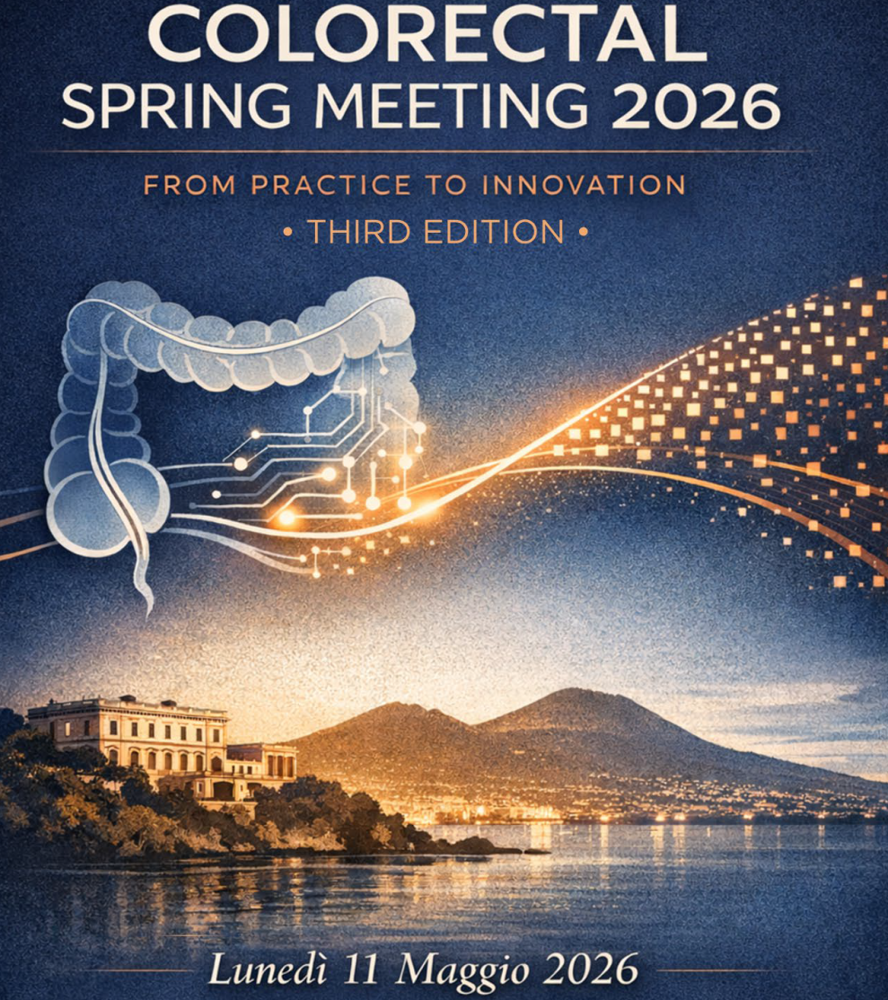 COLORECTAL
SPRING MEETING 2026
FROM PRACTICE TO INNOVATION
• THIRD EDITION •
Lunedì 11 Maggio 2026